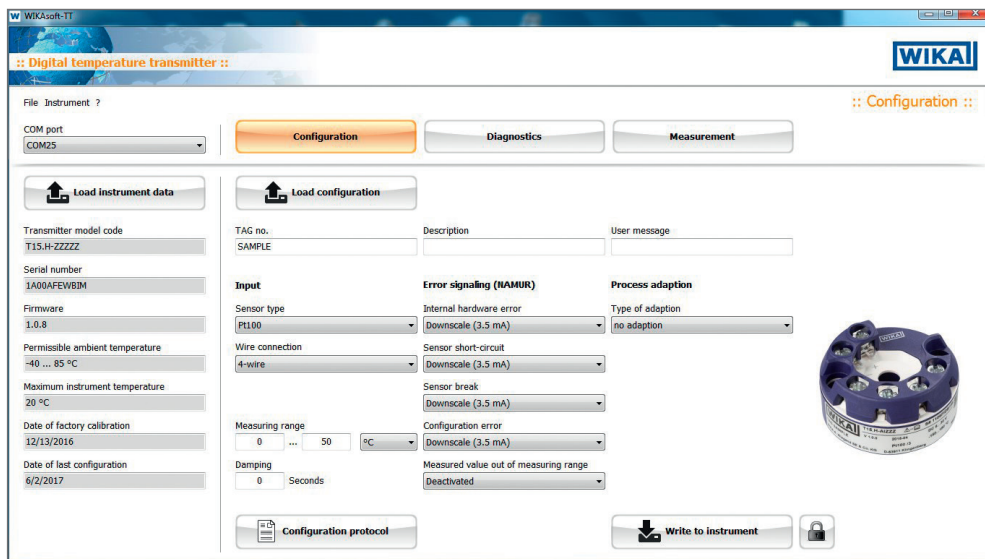 W WIKAsoft-TT
:: Digital temperature transmitter ::
WIKA
File Instrument ?
:: Configuration ::
COM port
COM25
Configuration
Diagnostics
Measurement
Load instrument data
Load configuration
Transmitter model code
T15.H-ZZZZZ
Serial number
1A00AFEWBIM
Firmware
1.0.8
Permissible ambient temperature
-40 ... 85 °C
Maximum instrument temperature
20 °C
Date of factory calibration
12/13/2016
Date of last configuration
6/2/2017
TAG no.
SAMPLE
Description
User message
Input
Sensor type
Pt100
Wire connection
4-wire
Measuring range
0 ... 50 °C
Damping
0 Seconds
Error signaling (NAMUR)
Internal hardware error
Downscale (3.5 mA)
Sensor short-circuit
Downscale (3.5 mA)
Sensor break
Downscale (3.5 mA)
Configuration error
Downscale (3.5 mA)
Measured value out of measuring range
Deactivated
Process adaption
Type of adaption
no adaption
WIKA
WIKA
Configuration protocol
Write to instrument